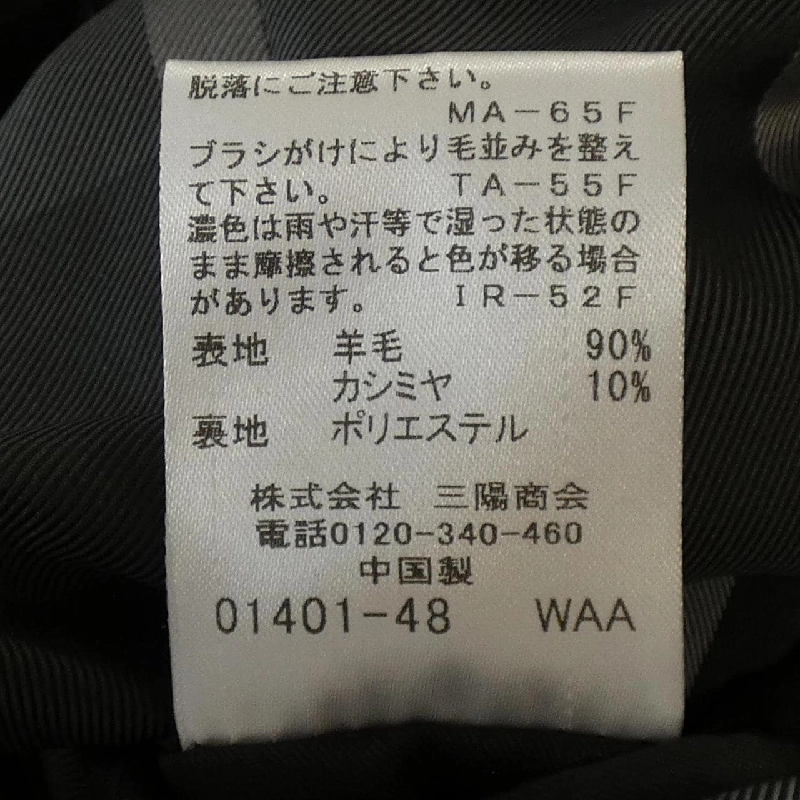 脱落にご注意下さい。
MA-65F
ブラシがけにより毛並みを整え
て下さい。 TA-55F
濃色は雨や汗等で湿った状態の
まま摩擦されると色が移る場合
があります。 IR-52F
表地 羊毛 90%
カシミヤ 10%
裏地 ポリエステル
株式会社 三陽商会
電話0120-340-460
中国製
01401-48 WAA